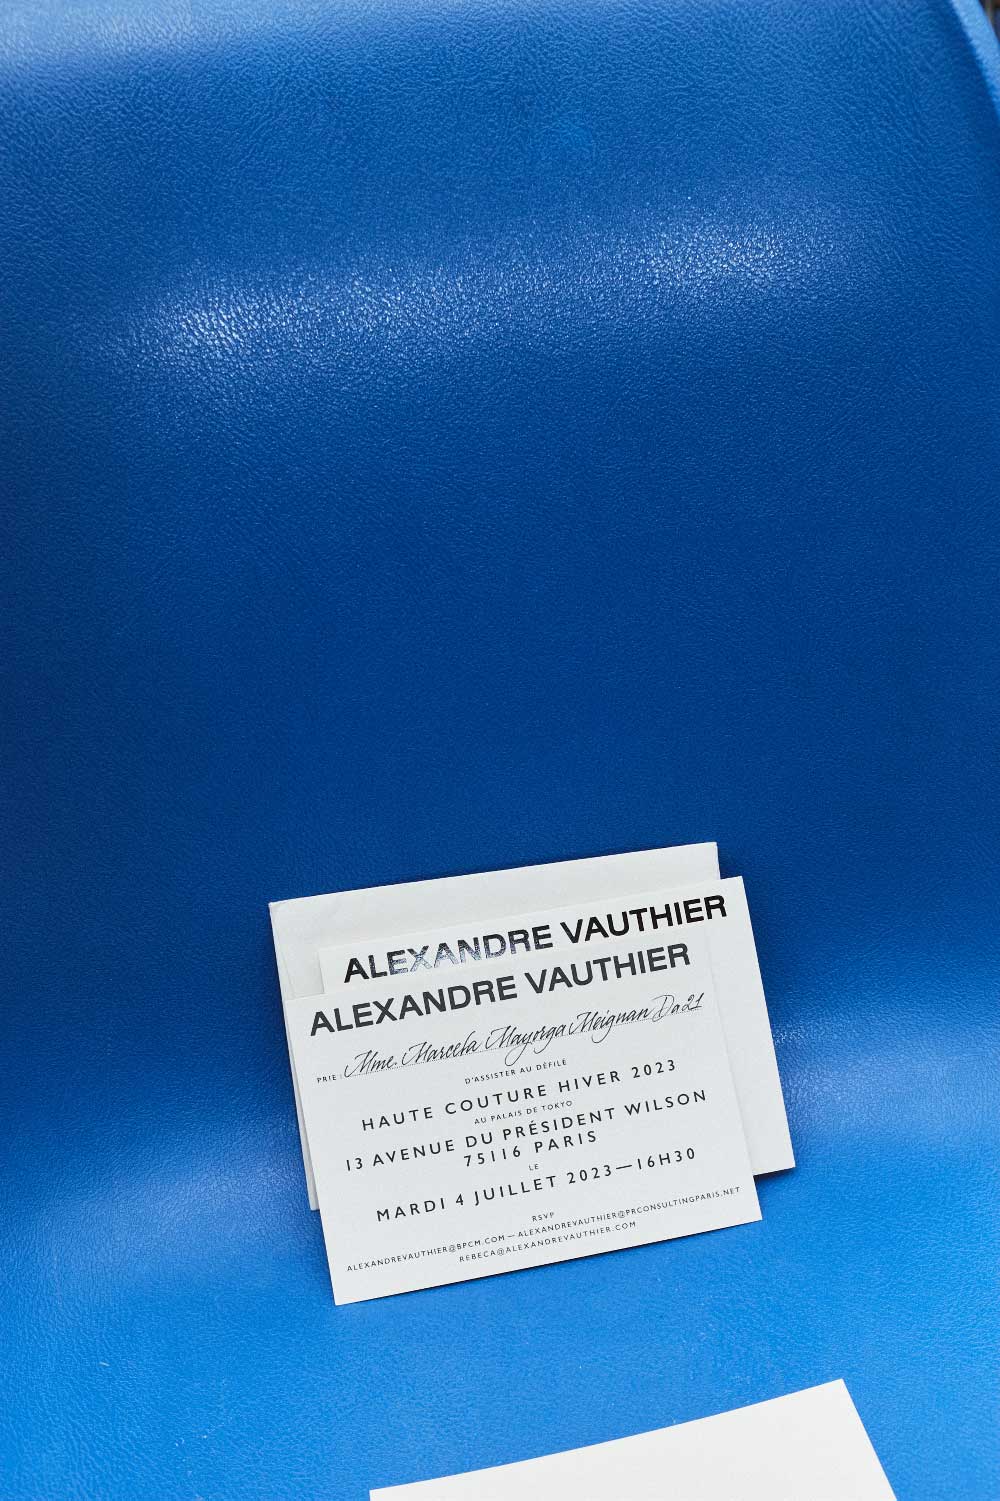 ALEXANDRE VAUTHIER
ALEXANDRE VAUTHIER
PRIE : Mme. Marcela Mayorga Meignan Da21
D'ASSISTER AU DÉFILÉ
HAUTE COUTURE HIVER 2023
AU PALAIS DE TOKYO
13 AVENUE DU PRÉSIDENT WILSON
75116 PARIS
LE
MARDI 4 JUILLET 2023—16H30
RSVP
ALEXANDREVAUTHIER@BPCM.COM — ALEXANDREVAUTHIER@PRCONSULTINGPARIS.NET
REBECA@ALEXANDREVAUTHIER.COM